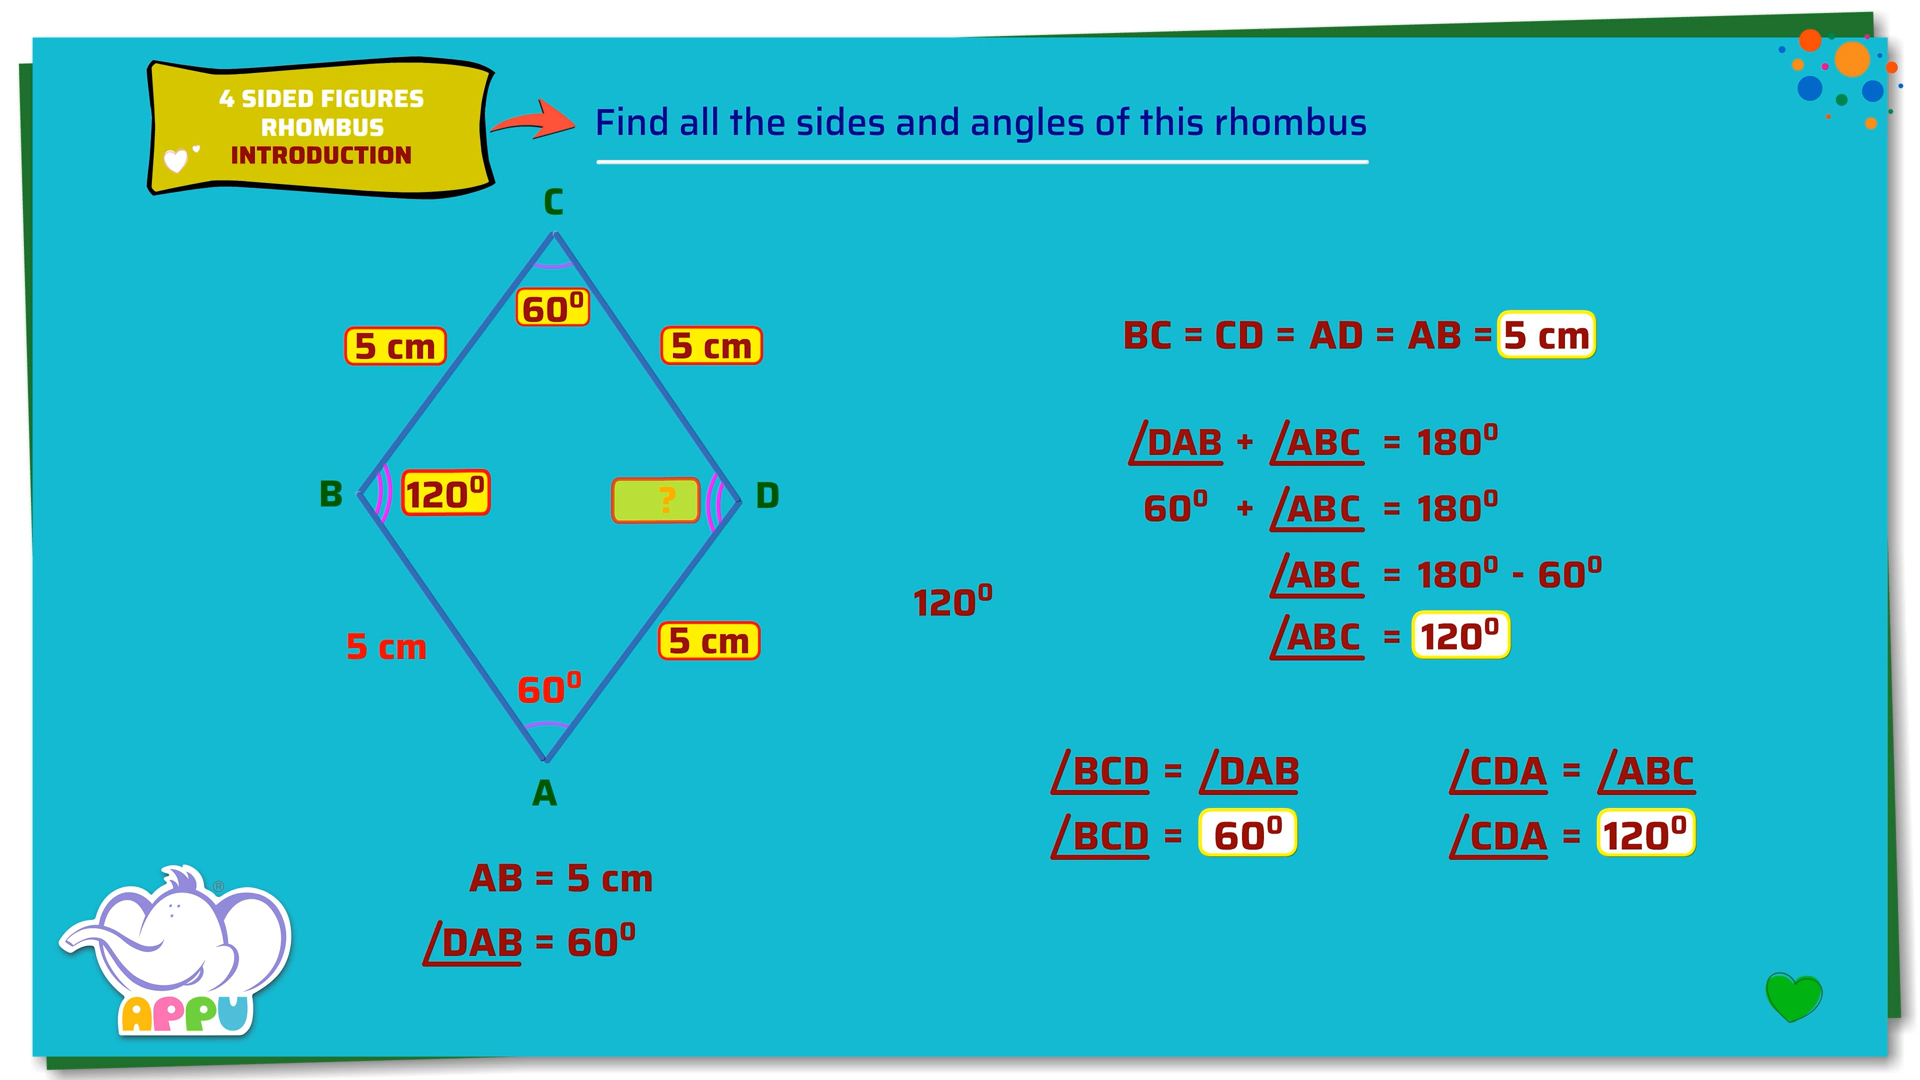 4 SIDED FIGURES
RHOMBUS
INTRODUCTION
Find all the sides and angles of this rhombus
C
60⁰
5 cm
5 cm
B
120⁰
?
D
5 cm
60⁰
5 cm
A
120⁰
AB = 5 cm
∠DAB = 60⁰
BC = CD = AD = AB = 5 cm
∠DAB + ∠ABC = 180⁰
60⁰ + ∠ABC = 180⁰
∠ABC = 180⁰ - 60⁰
∠ABC = 120⁰
∠BCD = ∠DAB
∠BCD = 60⁰
∠CDA = ∠ABC
∠CDA = 120⁰
®
APPU